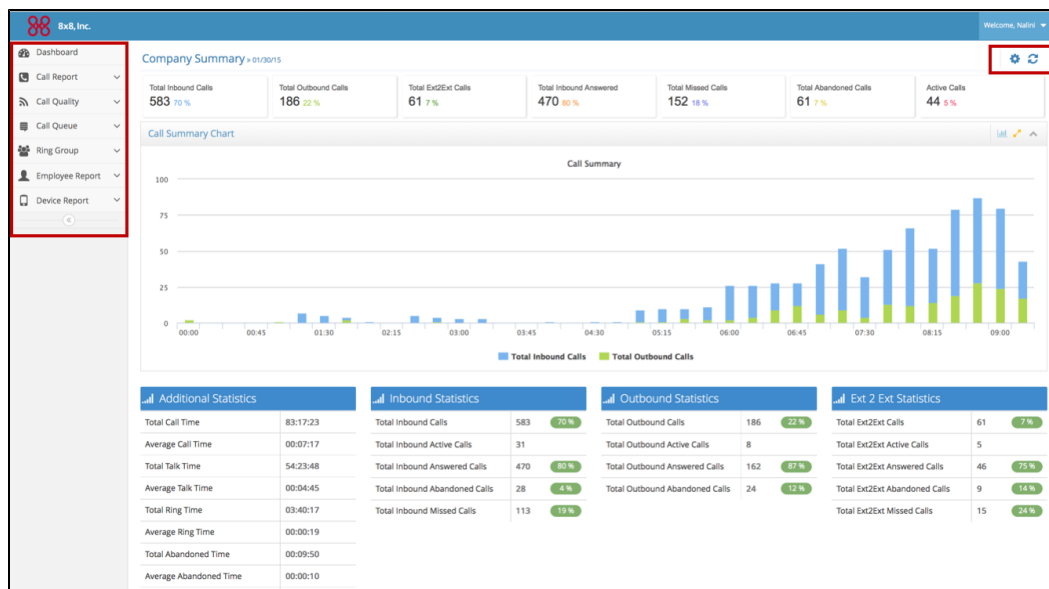 8x8, Inc.
Welcome, Nalini
Dashboard
Call Report
Call Quality
Call Queue
Ring Group
Employee Report
Device Report
Company Summary » 01/30/15
Total Inbound Calls
583 70 %
Total Outbound Calls
186 22 %
Total Ext2Ext Calls
61 7 %
Total Inbound Answered
470 80 %
Total Missed Calls
152 18 %
Total Abandoned Calls
61 7 %
Active Calls
44 5 %
Call Summary Chart
Call Summary
100
75
50
25
0
00:00 00:45 01:30 02:15 03:00 03:45 04:30 05:15 06:00 06:45 07:30 08:15 09:00
Total Inbound Calls Total Outbound Calls
Additional Statistics
Total Call Time 83:17:23
Average Call Time 00:07:17
Total Talk Time 54:23:48
Average Talk Time 00:04:45
Total Ring Time 03:40:17
Average Ring Time 00:00:19
Total Abandoned Time 00:09:50
Average Abandoned Time 00:00:10
Inbound Statistics
Total Inbound Calls 583 70 %
Total Inbound Active Calls 31
Total Inbound Answered Calls 470 80 %
Total Inbound Abandoned Calls 28 4 %
Total Inbound Missed Calls 113 19 %
Outbound Statistics
Total Outbound Calls 186 22 %
Total Outbound Active Calls 8
Total Outbound Answered Calls 162 87 %
Total Outbound Abandoned Calls 24 12 %
Ext 2 Ext Statistics
Total Ext2Ext Calls 61 7 %
Total Ext2Ext Active Calls 5
Total Ext2Ext Answered Calls 46 75 %
Total Ext2Ext Abandoned Calls 9 14 %
Total Ext2Ext Missed Calls 15 24 %